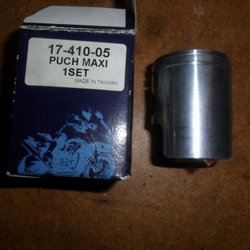 17-410-05
PUCH MAXI
1SET
MADE IN TAIWAN